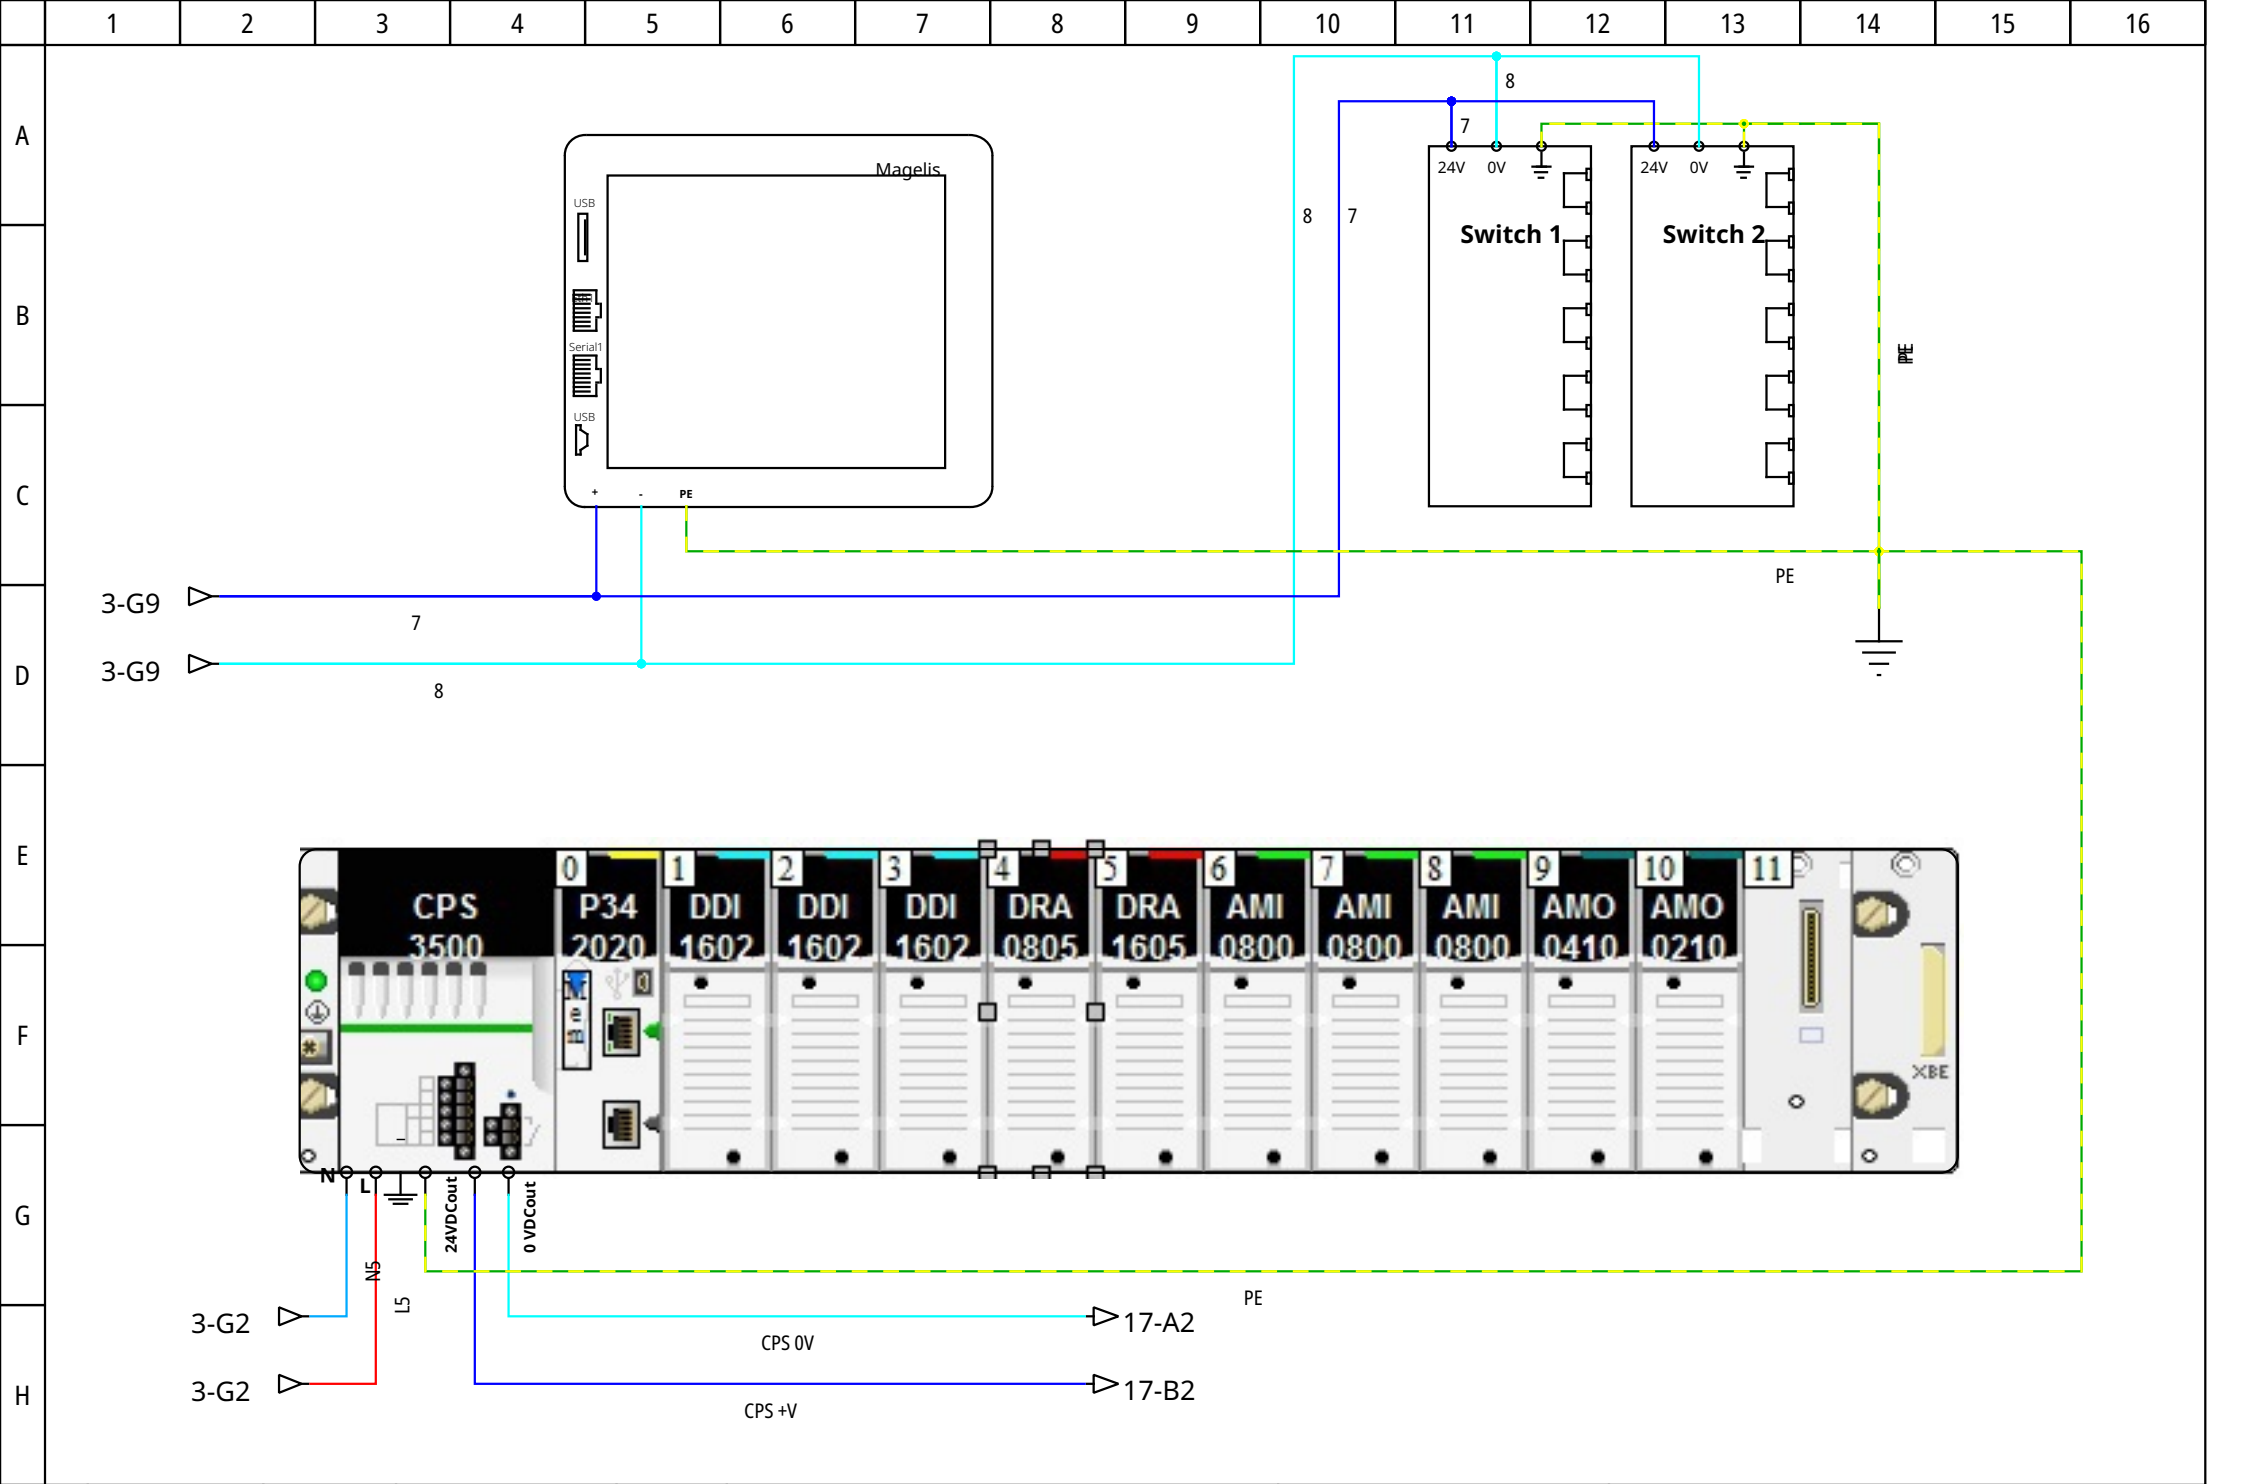 1 2 3 4 5 6 7 8 9 10 11 12 13 14 15 16
A
B
C
D
E
F
G
H
8
7
Magelis
24V 0V
24V 0V
USB
Switch 1
Switch 2
8
7
Serial1
PE
USB
+ - PE
PE
3-G9
7
3-G9
8
0 1 2 3 4 5 6 7 8 9 10 11
CPS
3500
P34
2020
DDI
1602
DDI
1602
DDI
1602
DRA
0805
DRA
1605
AMI
0800
AMI
0800
AMI
0800
AMO
0410
AMO
0210
XBE
N
L
24VDCout
0 VDCout
N5
L5
PE
3-G2
17-A2
CPS 0V
3-G2
17-B2
CPS +V